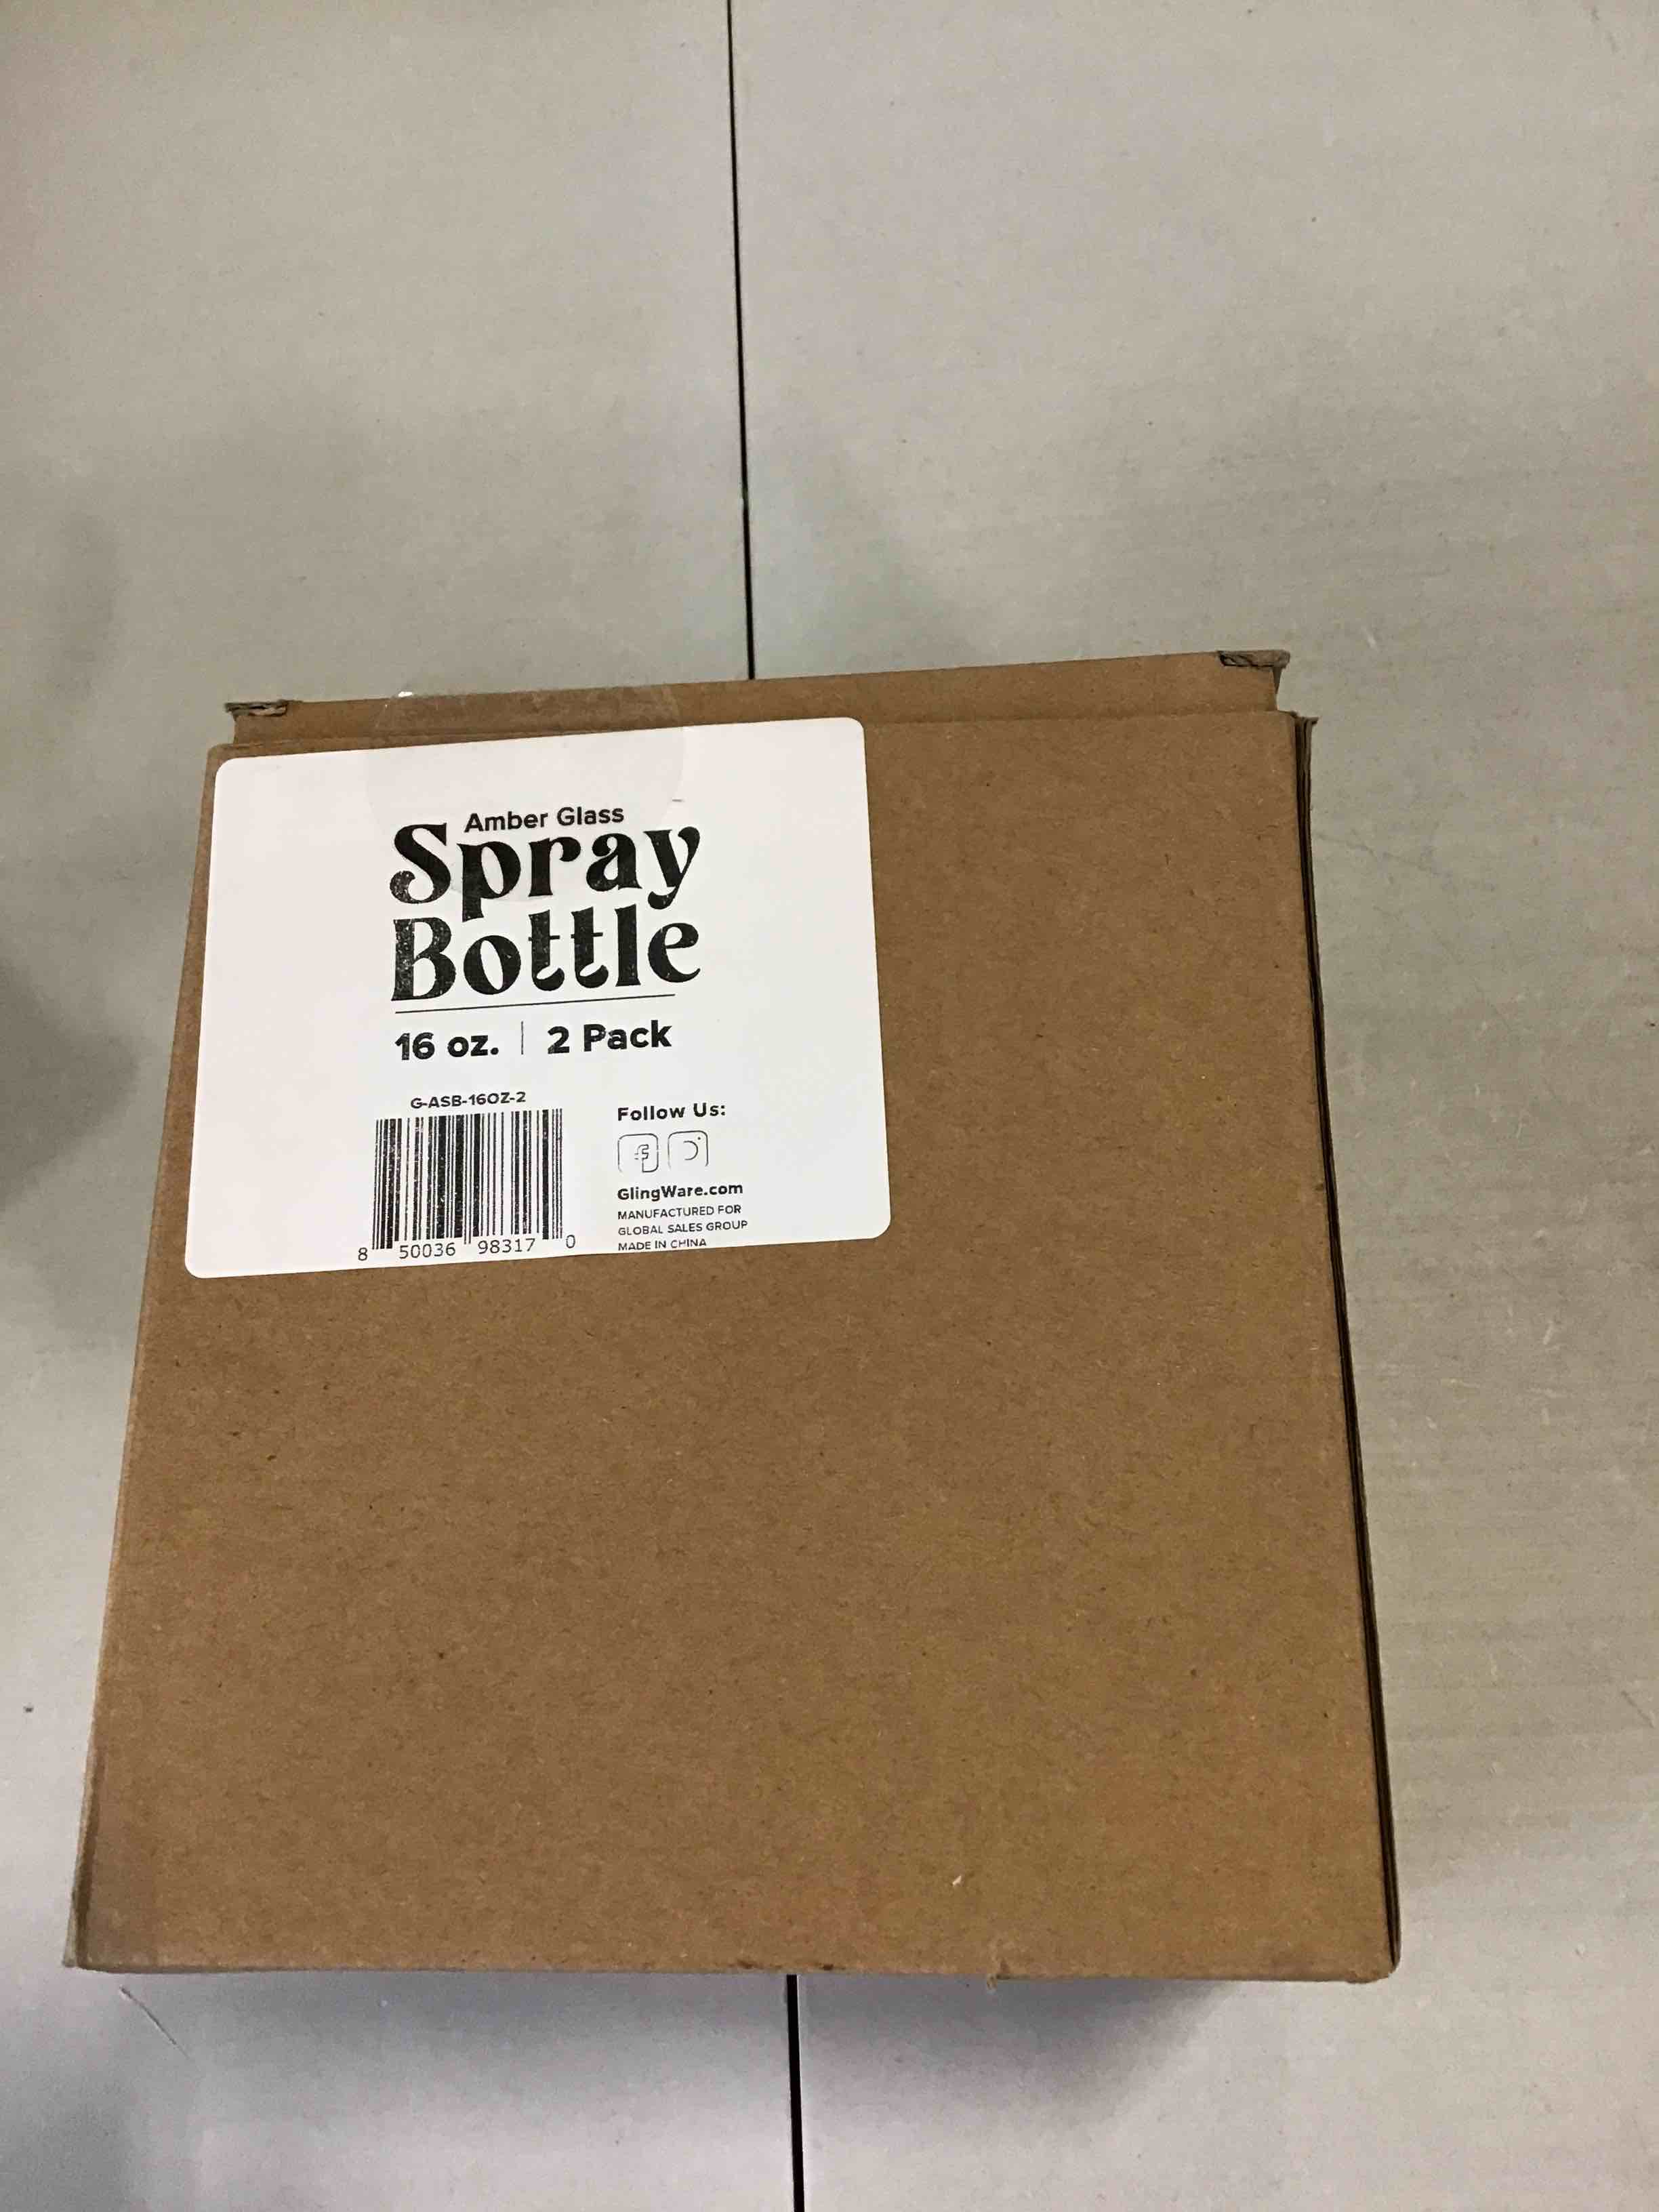 Amber Glass
Spray
Bottle
16 oz. | 2 Pack
G-ASB-16OZ-2
8 50036 98317 0
Follow Us:
GlingWare.com
MANUFACTURED FOR
GLOBAL SALES GROUP
MADE IN CHINA